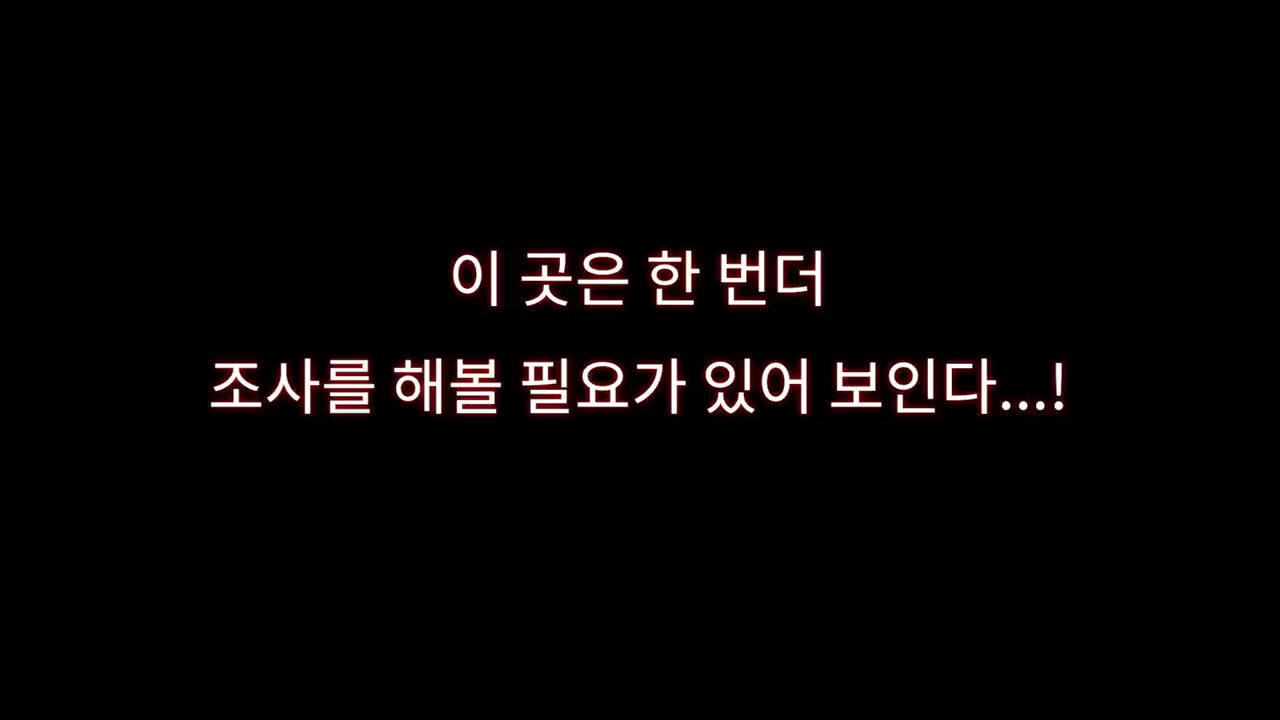 이 곳은 한 번더
조사를 해볼 필요가 있어 보인다...!